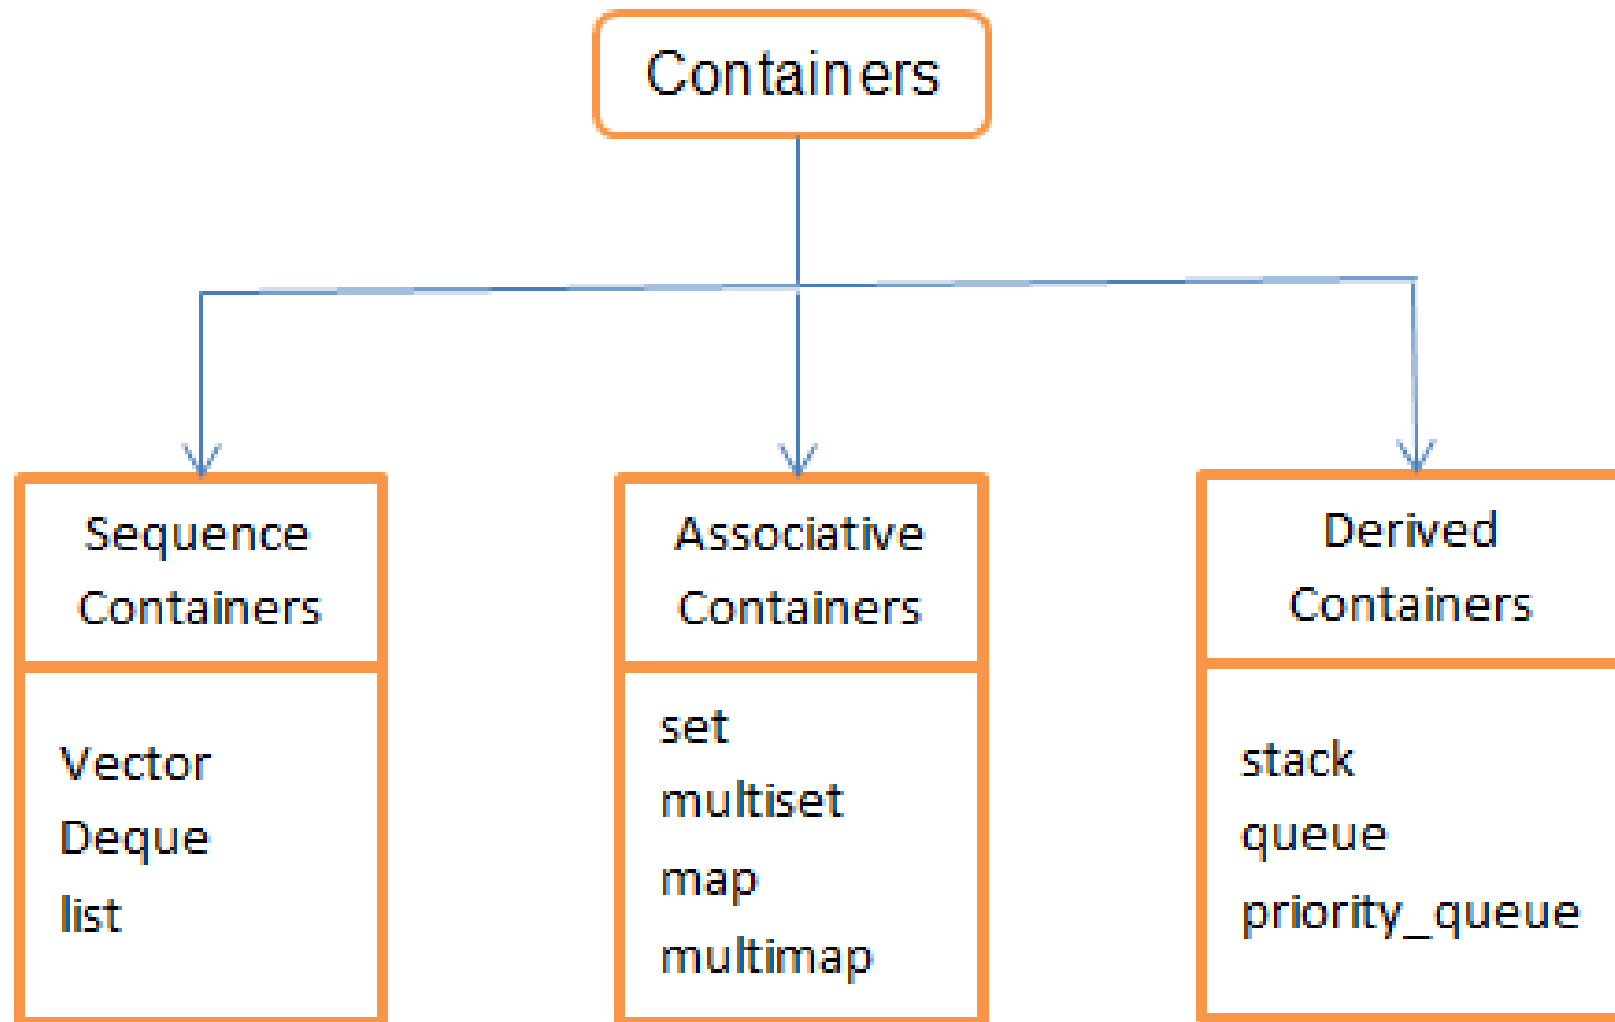 Containers
Sequence
Containers
Vector
Deque
list
Associative
Containers
set
multiset
map
multimap
Derived
Containers
stack
queue
priority_queue